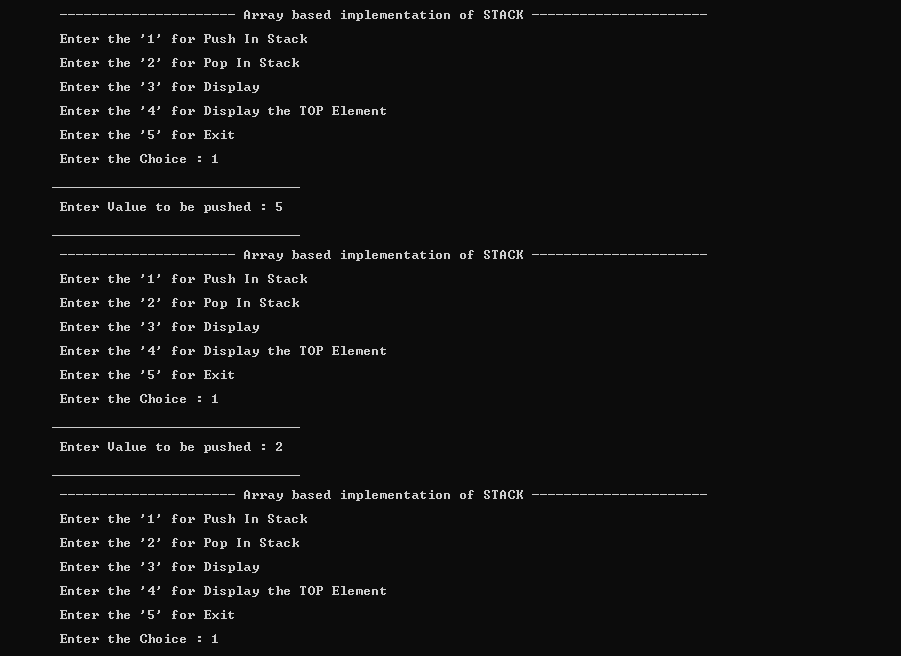 ---------------------- Array based implementation of STACK ----------------------
Enter the '1' for Push In Stack
Enter the '2' for Pop In Stack
Enter the '3' for Display
Enter the '4' for Display the TOP Element
Enter the '5' for Exit
Enter the Choice : 1
_______________________________
Enter Value to be pushed : 5
_______________________________
---------------------- Array based implementation of STACK ----------------------
Enter the '1' for Push In Stack
Enter the '2' for Pop In Stack
Enter the '3' for Display
Enter the '4' for Display the TOP Element
Enter the '5' for Exit
Enter the Choice : 1
_______________________________
Enter Value to be pushed : 2
_______________________________
---------------------- Array based implementation of STACK ----------------------
Enter the '1' for Push In Stack
Enter the '2' for Pop In Stack
Enter the '3' for Display
Enter the '4' for Display the TOP Element
Enter the '5' for Exit
Enter the Choice : 1